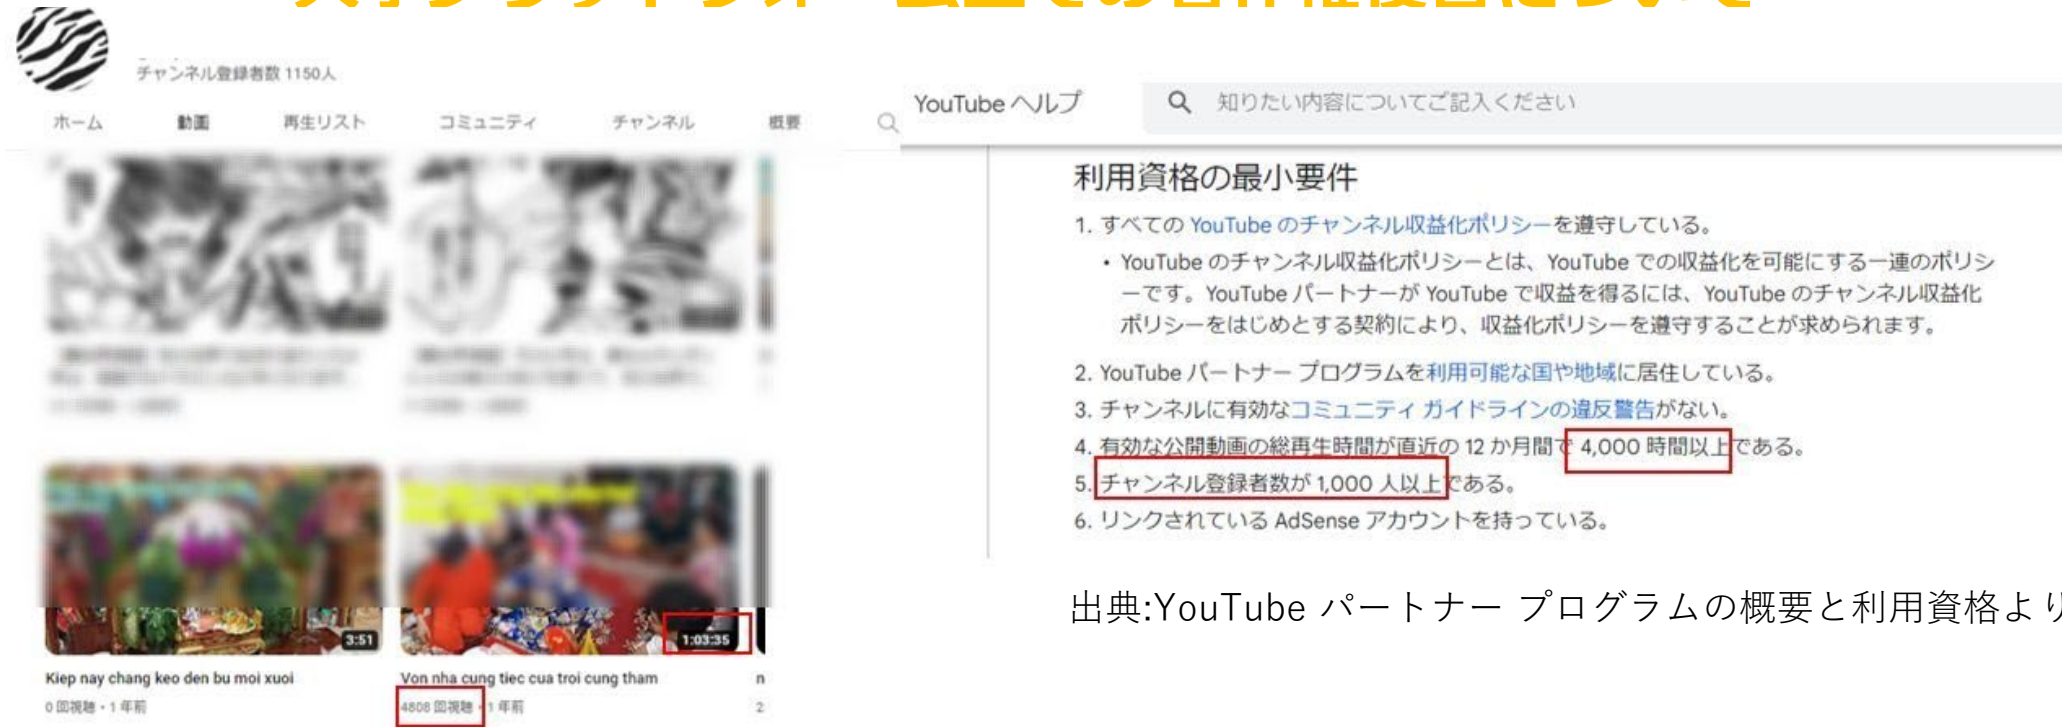 チャンネル登録者数 1150人
ホーム 動画 再生リスト コミュニティ チャンネル 概要
3:51
1:03:35
Kiep nay chang keo den bu moi xuoi
0 回視聴・1 年前
Von nha cung tiec cua troi cung tham
4808 回視聴・1 年前
n
2
YouTube ヘルプ
知りたい内容についてご記入ください
利用資格の最小要件
1. すべての YouTube のチャンネル収益化ポリシーを遵守している。
• YouTube のチャンネル収益化ポリシーとは、YouTube での収益化を可能にする一連のポリシ
ーです。YouTube パートナーが YouTube で収益を得るには、YouTube のチャンネル収益化
ポリシーをはじめとする契約により、収益化ポリシーを遵守することが求められます。
2. YouTube パートナー プログラムを利用可能な国や地域に居住している。
3. チャンネルに有効なコミュニティ ガイドラインの違反警告がない。
4. 有効な公開動画の総再生時間が直近の 12 か月間で 4,000 時間以上である。
5. チャンネル登録者数が 1,000 人以上である。
6. リンクされている AdSense アカウントを持っている。
出典:YouTube パートナー プログラムの概要と利用資格より